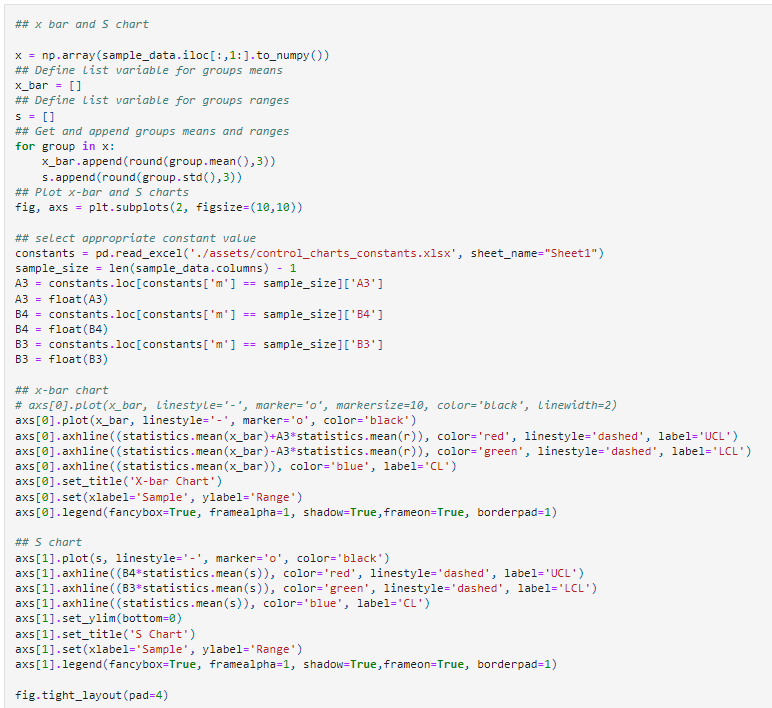 ## x bar and S chart
x = np.array(sample_data.iloc[:,1:].to_numpy())
## Define list variable for groups means
x_bar = []
## Define list variable for groups ranges
s = []
## Get and append groups means and ranges
for group in x:
    x_bar.append(round(group.mean(),3))
    s.append(round(group.std(),3))
## Plot x-bar and S charts
fig, axs = plt.subplots(2, figsize=(10,10))
## select appropriate constant value
constants = pd.read_excel('./assets/control_charts_constants.xlsx', sheet_name="Sheet1")
sample_size = len(sample_data.columns) - 1
A3 = constants.loc[constants['m'] == sample_size]['A3']
A3 = float(A3)
B4 = constants.loc[constants['m'] == sample_size]['B4']
B4 = float(B4)
B3 = constants.loc[constants['m'] == sample_size]['B3']
B3 = float(B3)
## x-bar chart
# axs[0].plot(x_bar, linestyle='-', marker='o', markersize=10, color='black', linewidth=2)
axs[0].plot(x_bar, linestyle='-', marker='o', color='black')
axs[0].axhline((statistics.mean(x_bar)+A3*statistics.mean(r)), color='red', linestyle='dashed', label='UCL')
axs[0].axhline((statistics.mean(x_bar)-A3*statistics.mean(r)), color='green', linestyle='dashed', label='LCL')
axs[0].axhline((statistics.mean(x_bar)), color='blue', label='CL')
axs[0].set_title('X-bar Chart')
axs[0].set(xlabel='Sample', ylabel='Range')
axs[0].legend(fancybox=True, framealpha=1, shadow=True,frameon=True, borderpad=1)
## S chart
axs[1].plot(s, linestyle='-', marker='o', color='black')
axs[1].axhline((B4*statistics.mean(s)), color='red', linestyle='dashed', label='UCL')
axs[1].axhline((B3*statistics.mean(s)), color='green', linestyle='dashed', label='LCL')
axs[1].axhline((statistics.mean(s)), color='blue', label='CL')
axs[1].set_ylim(bottom=0)
axs[1].set_title('S Chart')
axs[1].set(xlabel='Sample', ylabel='Range')
axs[1].legend(fancybox=True, framealpha=1, shadow=True,frameon=True, borderpad=1)
fig.tight_layout(pad=4)